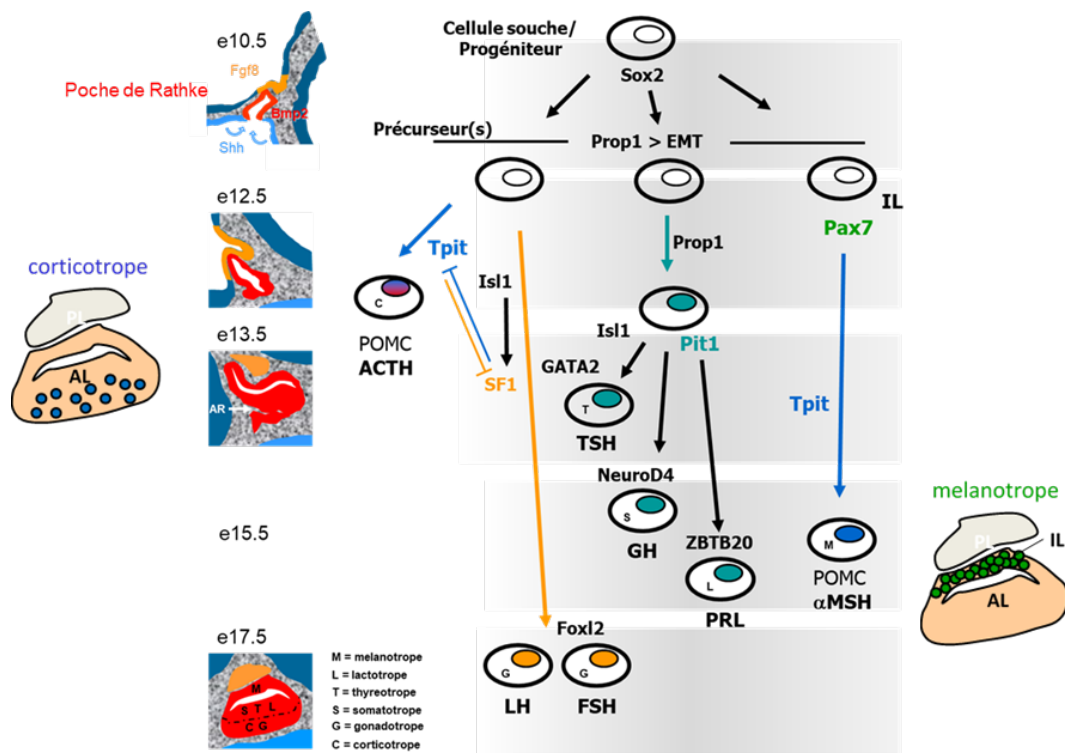 Cellule souche/
Progéniteur
e10.5
Fgf8
Poche de Rathke
Bmp2
Shh
Sox2
Précurseur(s)
Prop1 > EMT
e12.5
IL
Pax7
Tpit
Prop1
corticotrope
PL
AL
Isl1
C
POMC
ACTH
e13.5
AR
SF1
Isl1
Pit1
GATA2
T
TSH
Tpit
NeuroD4
S
GH
e15.5
ZBTB20
L
PRL
M
POMC
αMSH
melanotrope
PL
IL
AL
e17.5
M
S T L
C G
M = melanotrope
L = lactotrope
T = thyreotrope
S = somatotrope
G = gonadotrope
C = corticotrope
Foxl2
G
G
LH
FSH